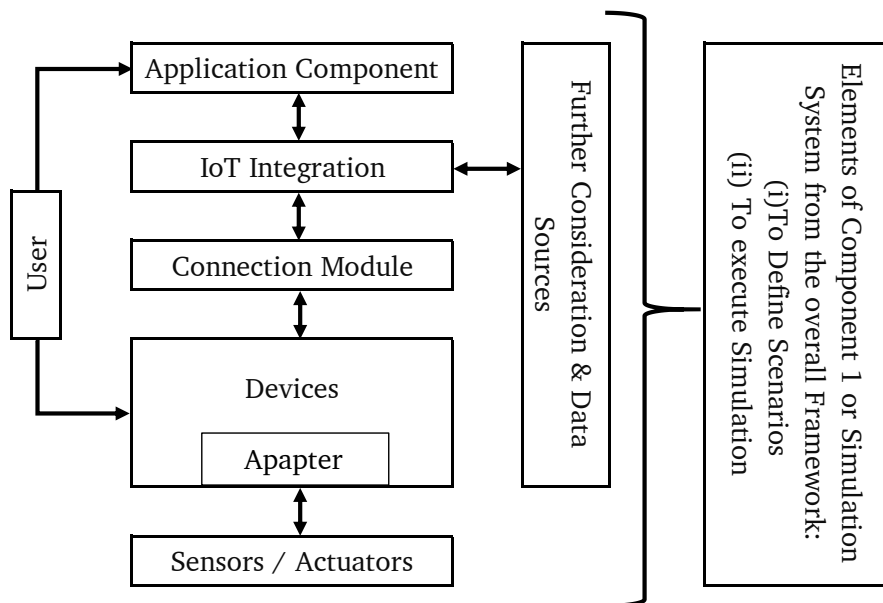 Application Component
IoT Integration
Connection Module
Devices
Apapter
Sensors / Actuators
User
Further Consideration & Data
Sources
Elements of Component 1 or Simulation
System from the overall Framework:
(i)To Define Scenarios
(ii) To execute Simulation